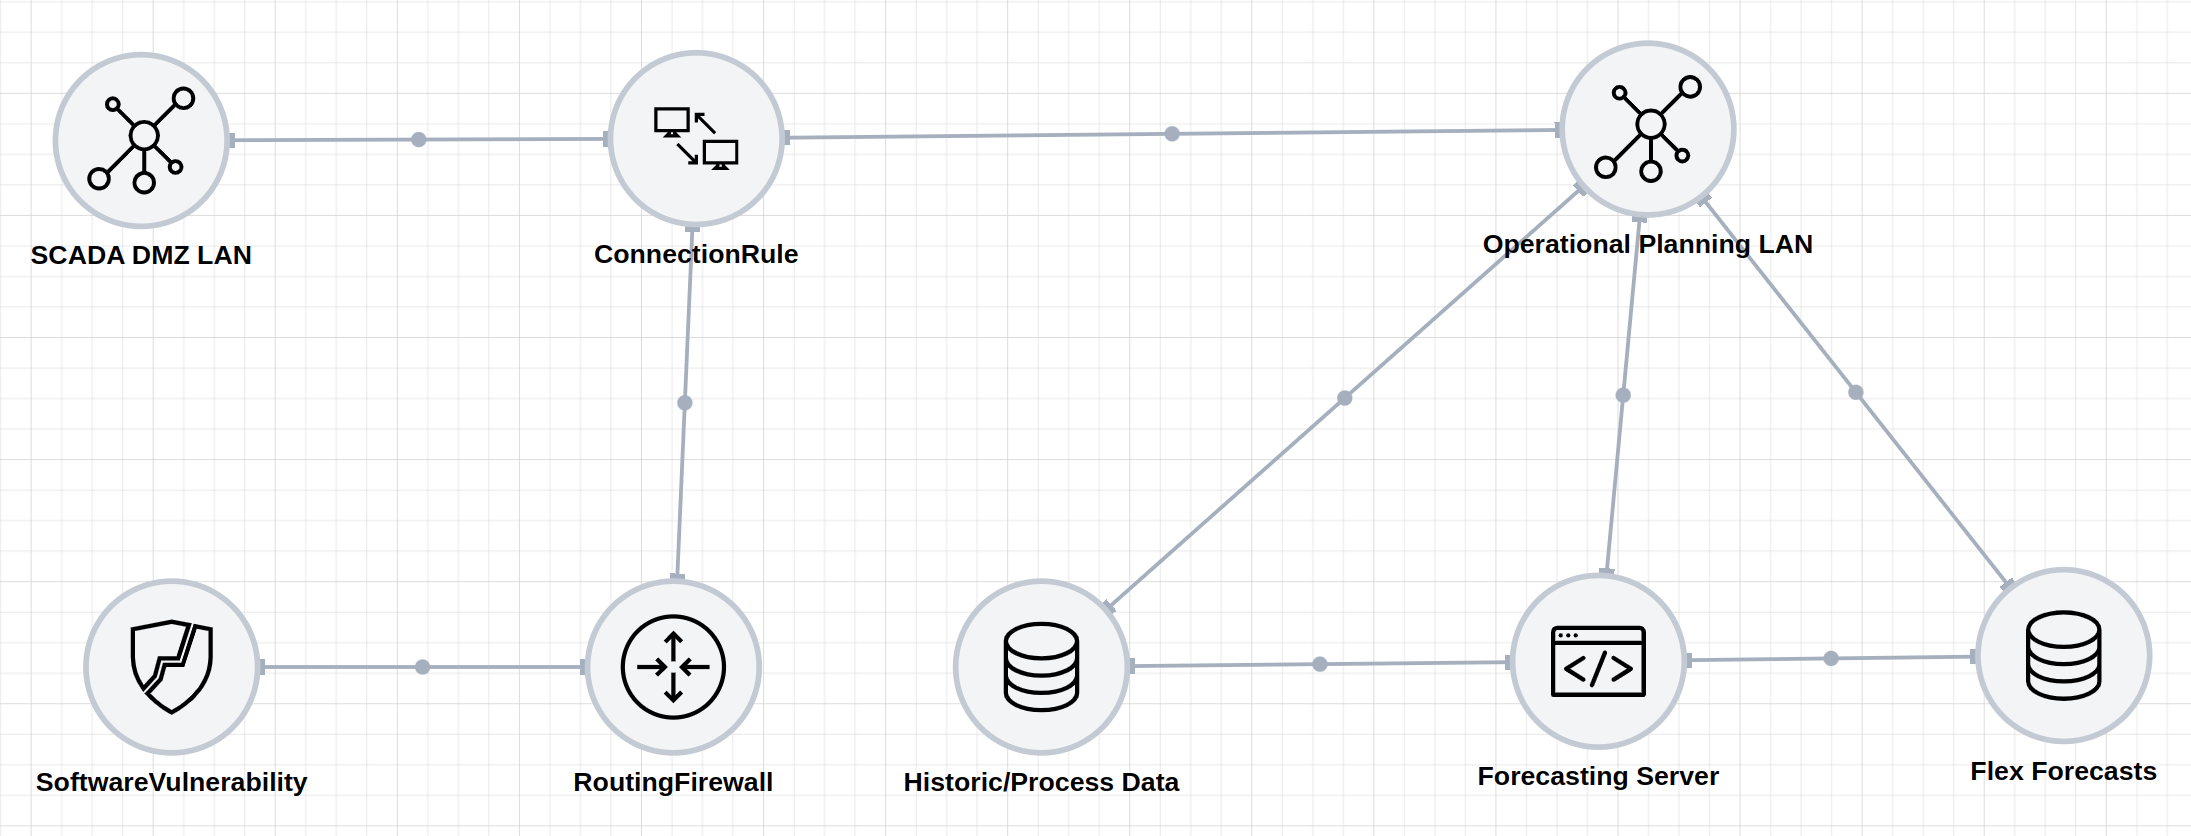 SCADA DMZ LAN
ConnectionRule
Operational Planning LAN
SoftwareVulnerability
RoutingFirewall
Historic/Process Data
Forecasting Server
Flex Forecasts